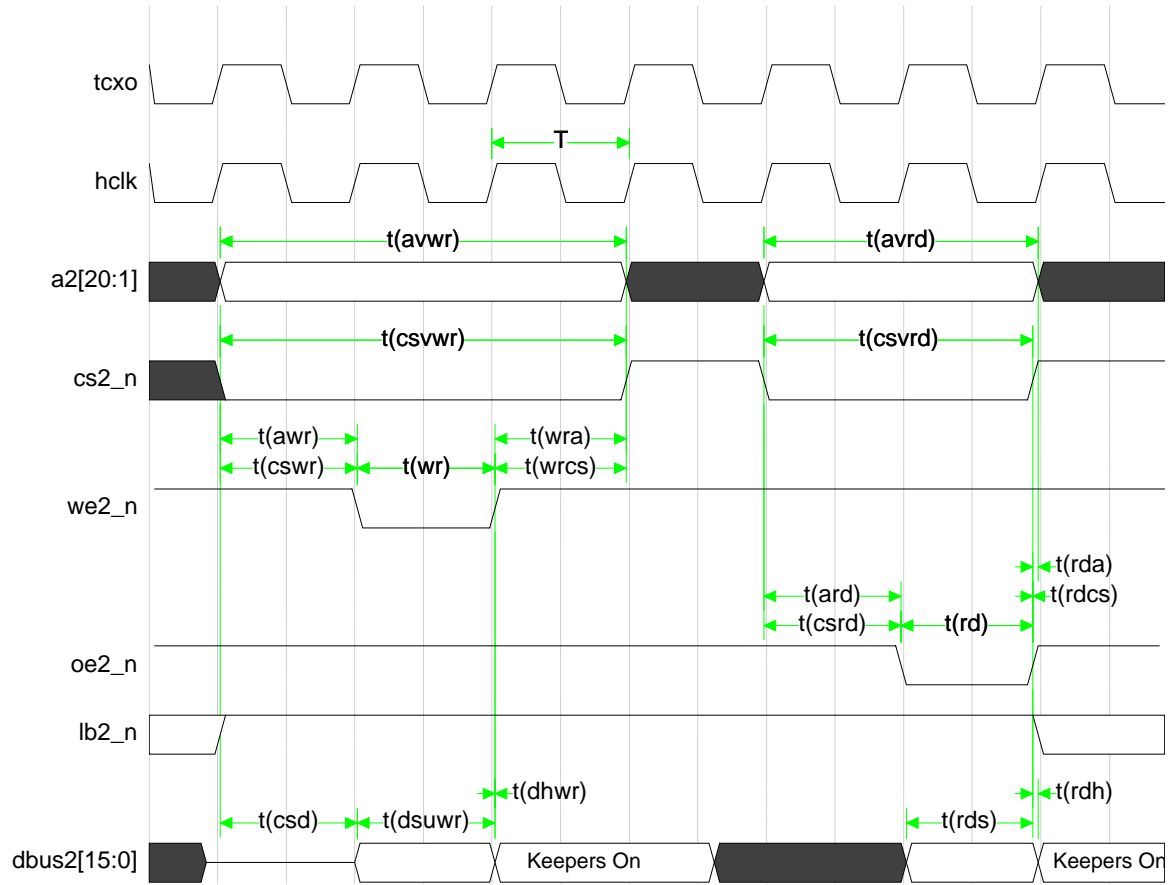 tcxo
T
hclk
t(avwr) t(avrd)
a2[20:1]
t(csvwr) t(csvrd)
cs2_n
t(awr) t(wra)
t(cswr) t(wr) t(wrcs)
we2_n
t(rda)
t(ard) t(rdcs)
t(csrd) t(rd)
oe2_n
lb2_n
t(dhwr) t(rdh)
t(csd) t(dsuwr) t(rds)
dbus2[15:0] Keepers On Keepers On